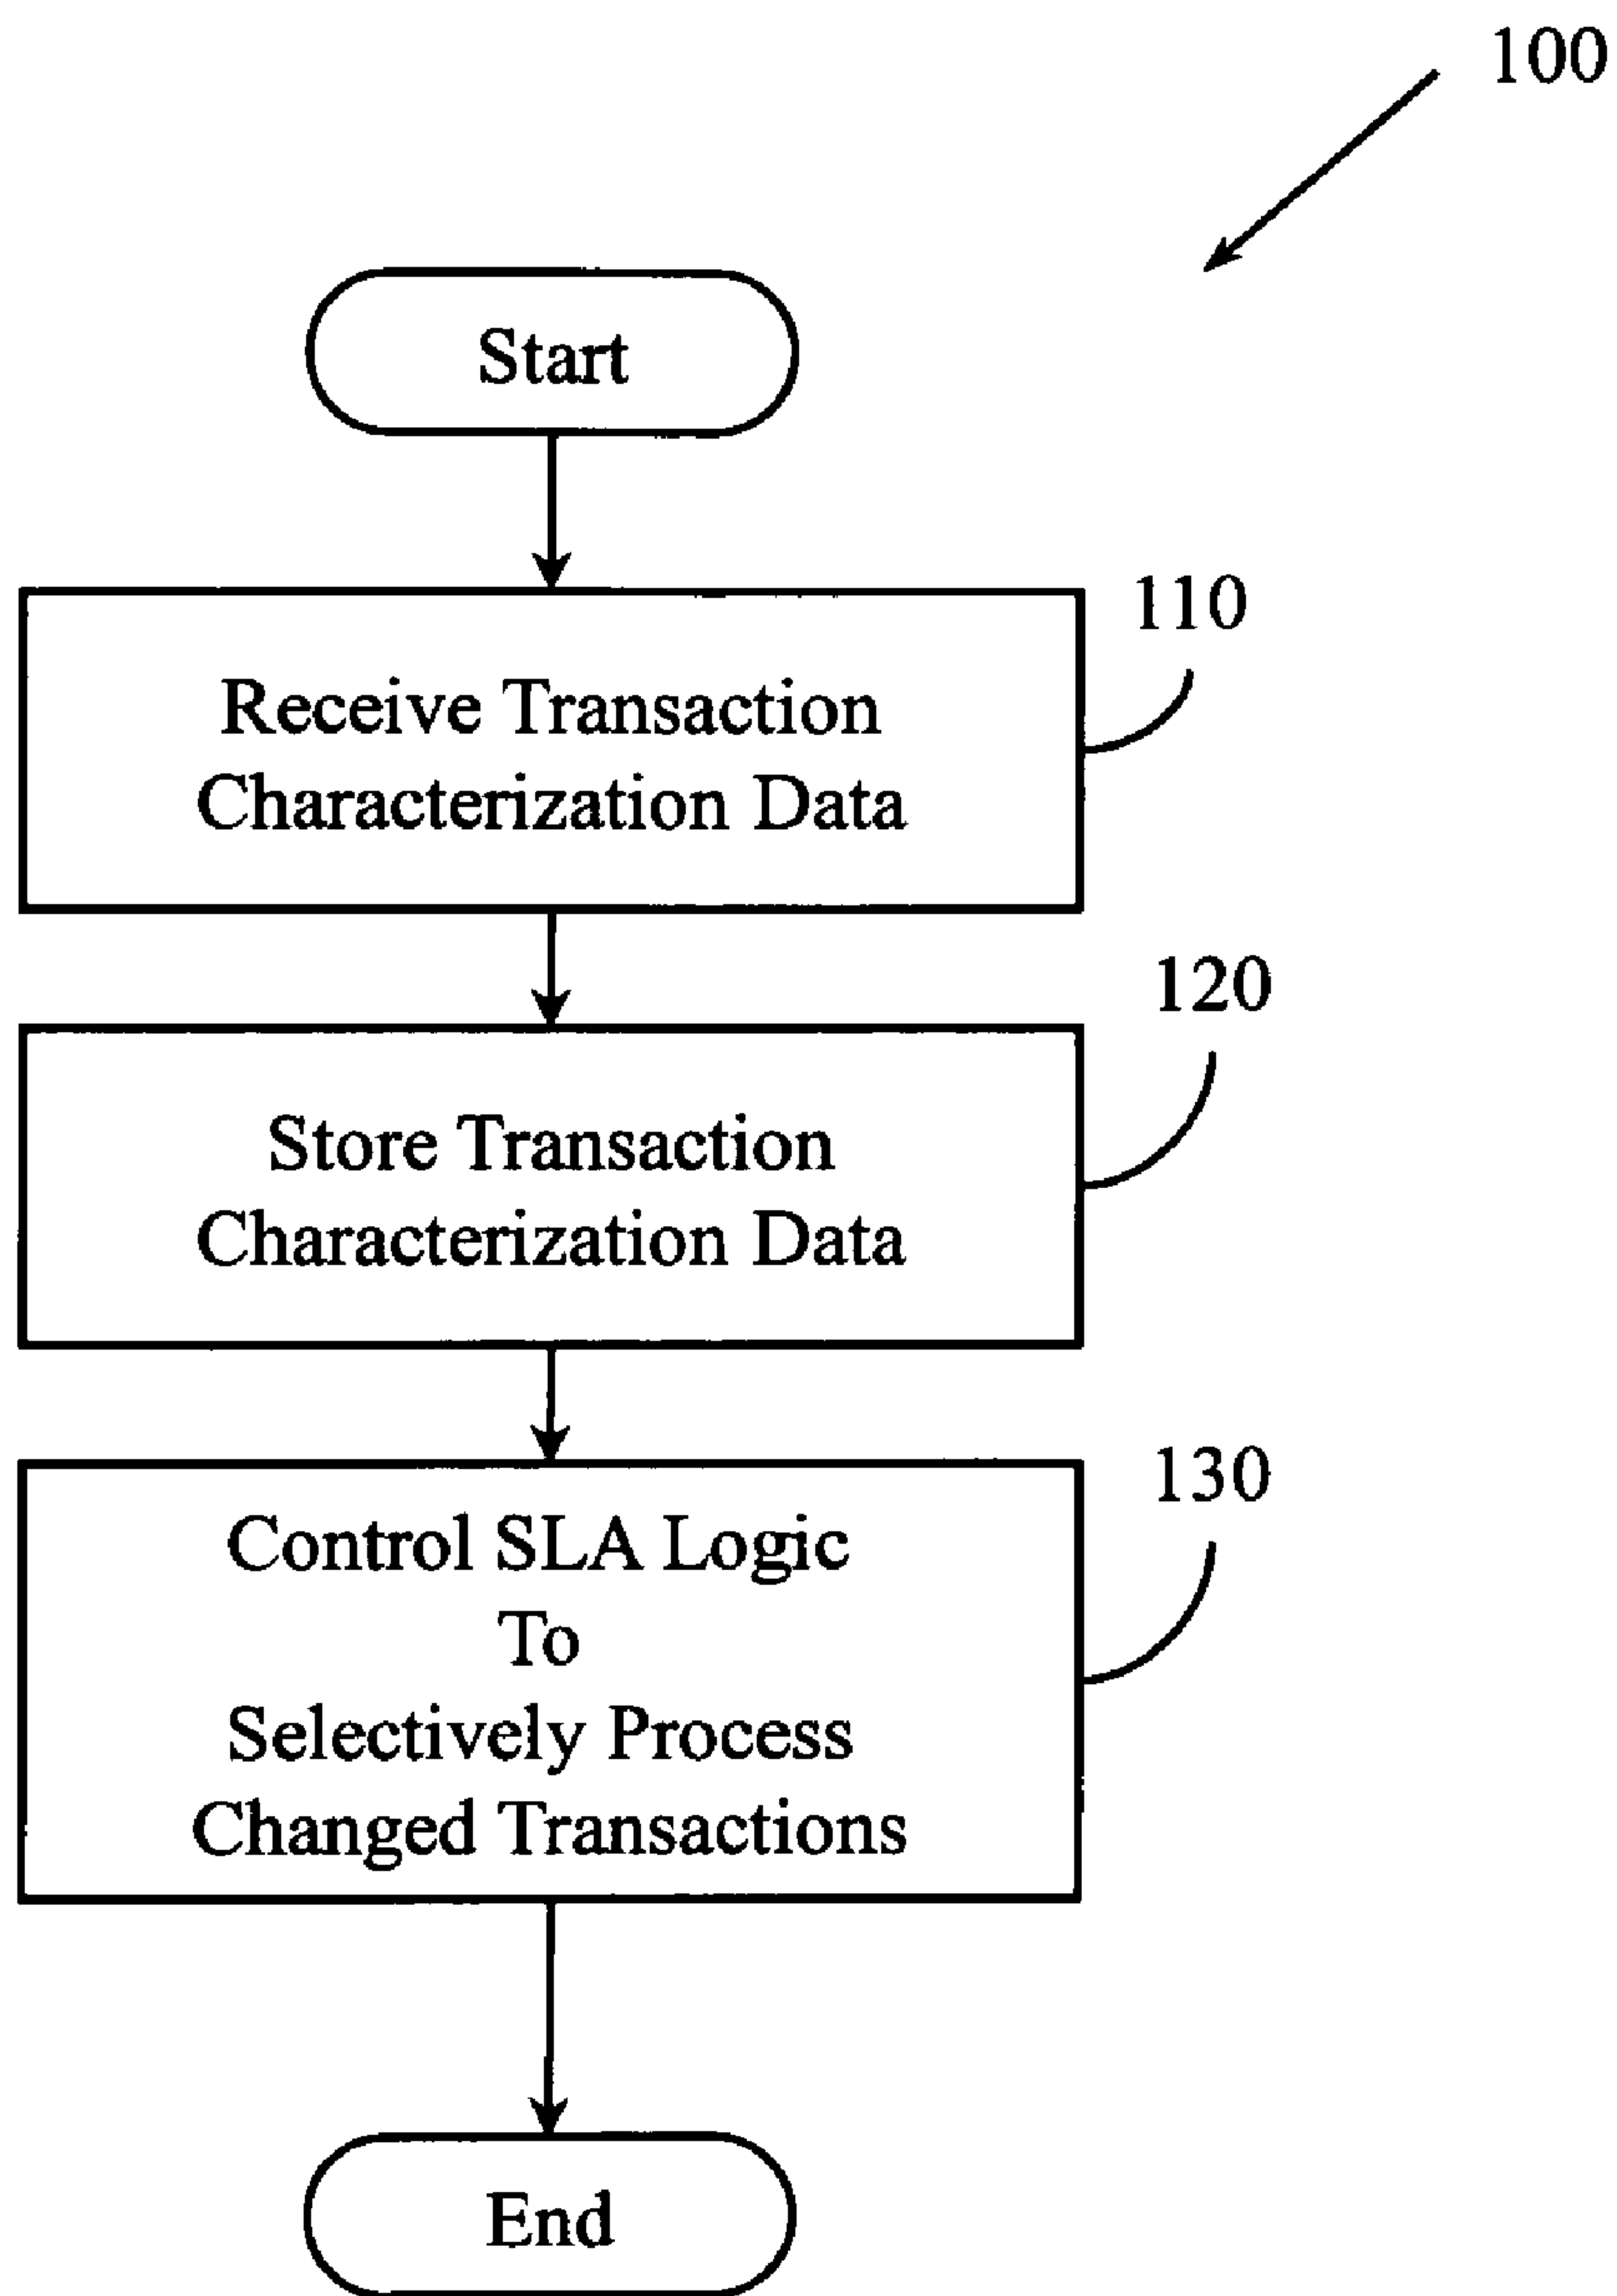 100
Start
110
Receive Transaction
Characterization Data
120
Store Transaction
Characterization Data
130
Control SLA Logic
To
Selectively Process
Changed Transactions
End